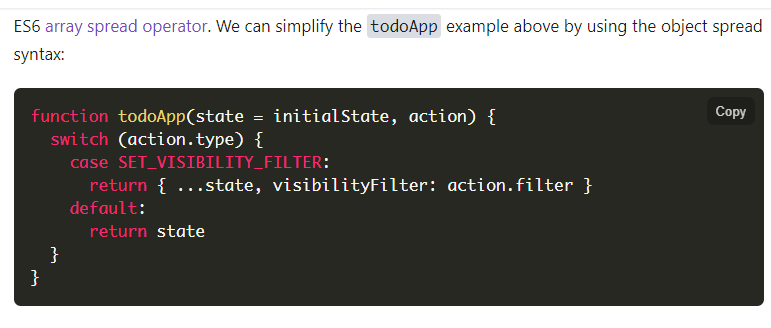 ES6 array spread operator. We can simplify the todoApp example above by using the object spread
syntax:
Copy
function todoApp(state = initialState, action) {
  switch (action.type) {
    case SET_VISIBILITY_FILTER:
      return { ...state, visibilityFilter: action.filter }
    default:
      return state
  }
}